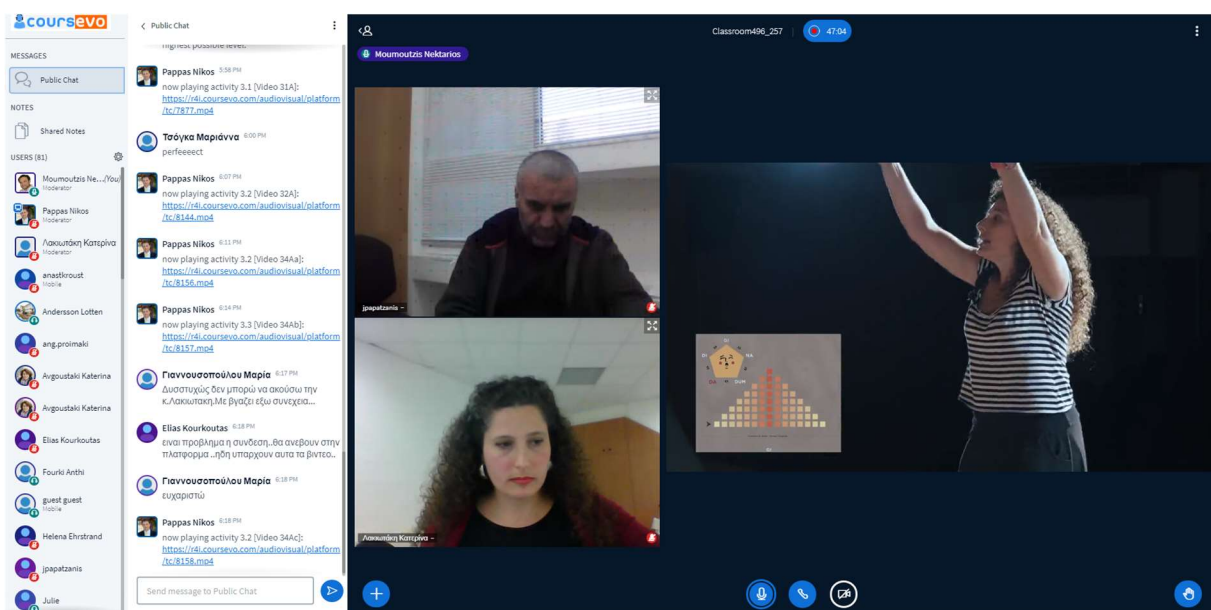 coursevo
MESSAGES
Public Chat
NOTES
Shared Notes
USERS (81)
Moumoutzis Ne... (You)
Moderator
Pappas Nikos
Moderator
Λακιωτάκη Κατερίνα
Moderator
anastkroust
Mobile
Andersson Lotten
ang.proimaki
Avgoustaki Katerina
Avgoustaki Katerina
Elias Kourkoutas
Fourki Anthi
guest guest
Mobile
Helena Ehrstrand
jpapatzanis
Julie
Public Chat
highest possible level.
Pappas Nikos 5:58 PM
now playing activity 3.1 [Video 31A]:
https://r4i.coursevo.com/audiovisual/platform
/tc/7877.mp4
Τσόγκα Μαριάννα 6:00 PM
perfeeeect
Pappas Nikos 6:07 PM
now playing activity 3.2 [Video 32A]:
https://r4i.coursevo.com/audiovisual/platform
/tc/8144.mp4
Pappas Nikos 6:11 PM
now playing activity 3.2 [Video 34Aa]:
https://r4i.coursevo.com/audiovisual/platform
/tc/8156.mp4
Pappas Nikos 6:14 PM
now playing activity 3.3 [Video 34Ab]:
https://r4i.coursevo.com/audiovisual/platform
/tc/8157.mp4
Γιαννουσοπούλου Μαρία 6:17 PM
Δυσστυχώς δεν μπορώ να ακούσω την
κ.Λακιωτακη.Με βγαζει εξω συνεχεια...
Elias Kourkoutas 6:18 PM
ειναι προβλημα η συνδεση..θα ανεβουν στην
πλατφορμα ..ηδη υπαρχουν αυτα τα βιντεο..
Γιαννουσοπούλου Μαρία 6:18 PM
ευχαριστώ
Pappas Nikos 6:18 PM
now playing activity 3.2 [Video 34Ac]:
https://r4i.coursevo.com/audiovisual/platform
/tc/8158.mp4
Send message to Public Chat
Classroom496_257
47:04
Moumoutzis Nektarios
jpapatzanis
Λακιωτάκη Κατερίνα
DI
NA
DUM